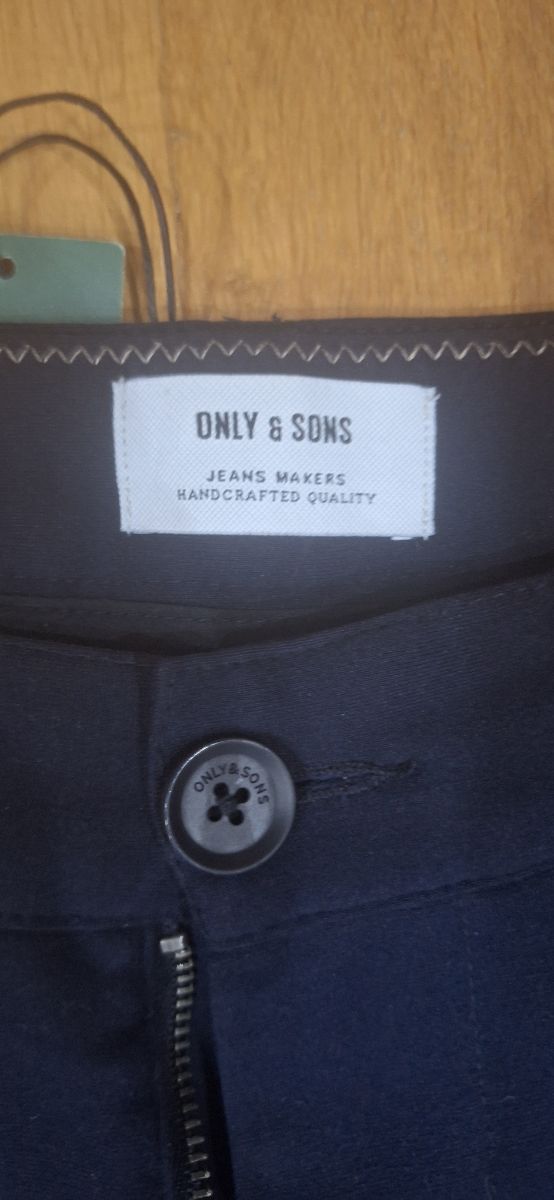 ONLY & SONS
JEANS MAKERS
HANDCRAFTED QUALITY
ONLY&SONS